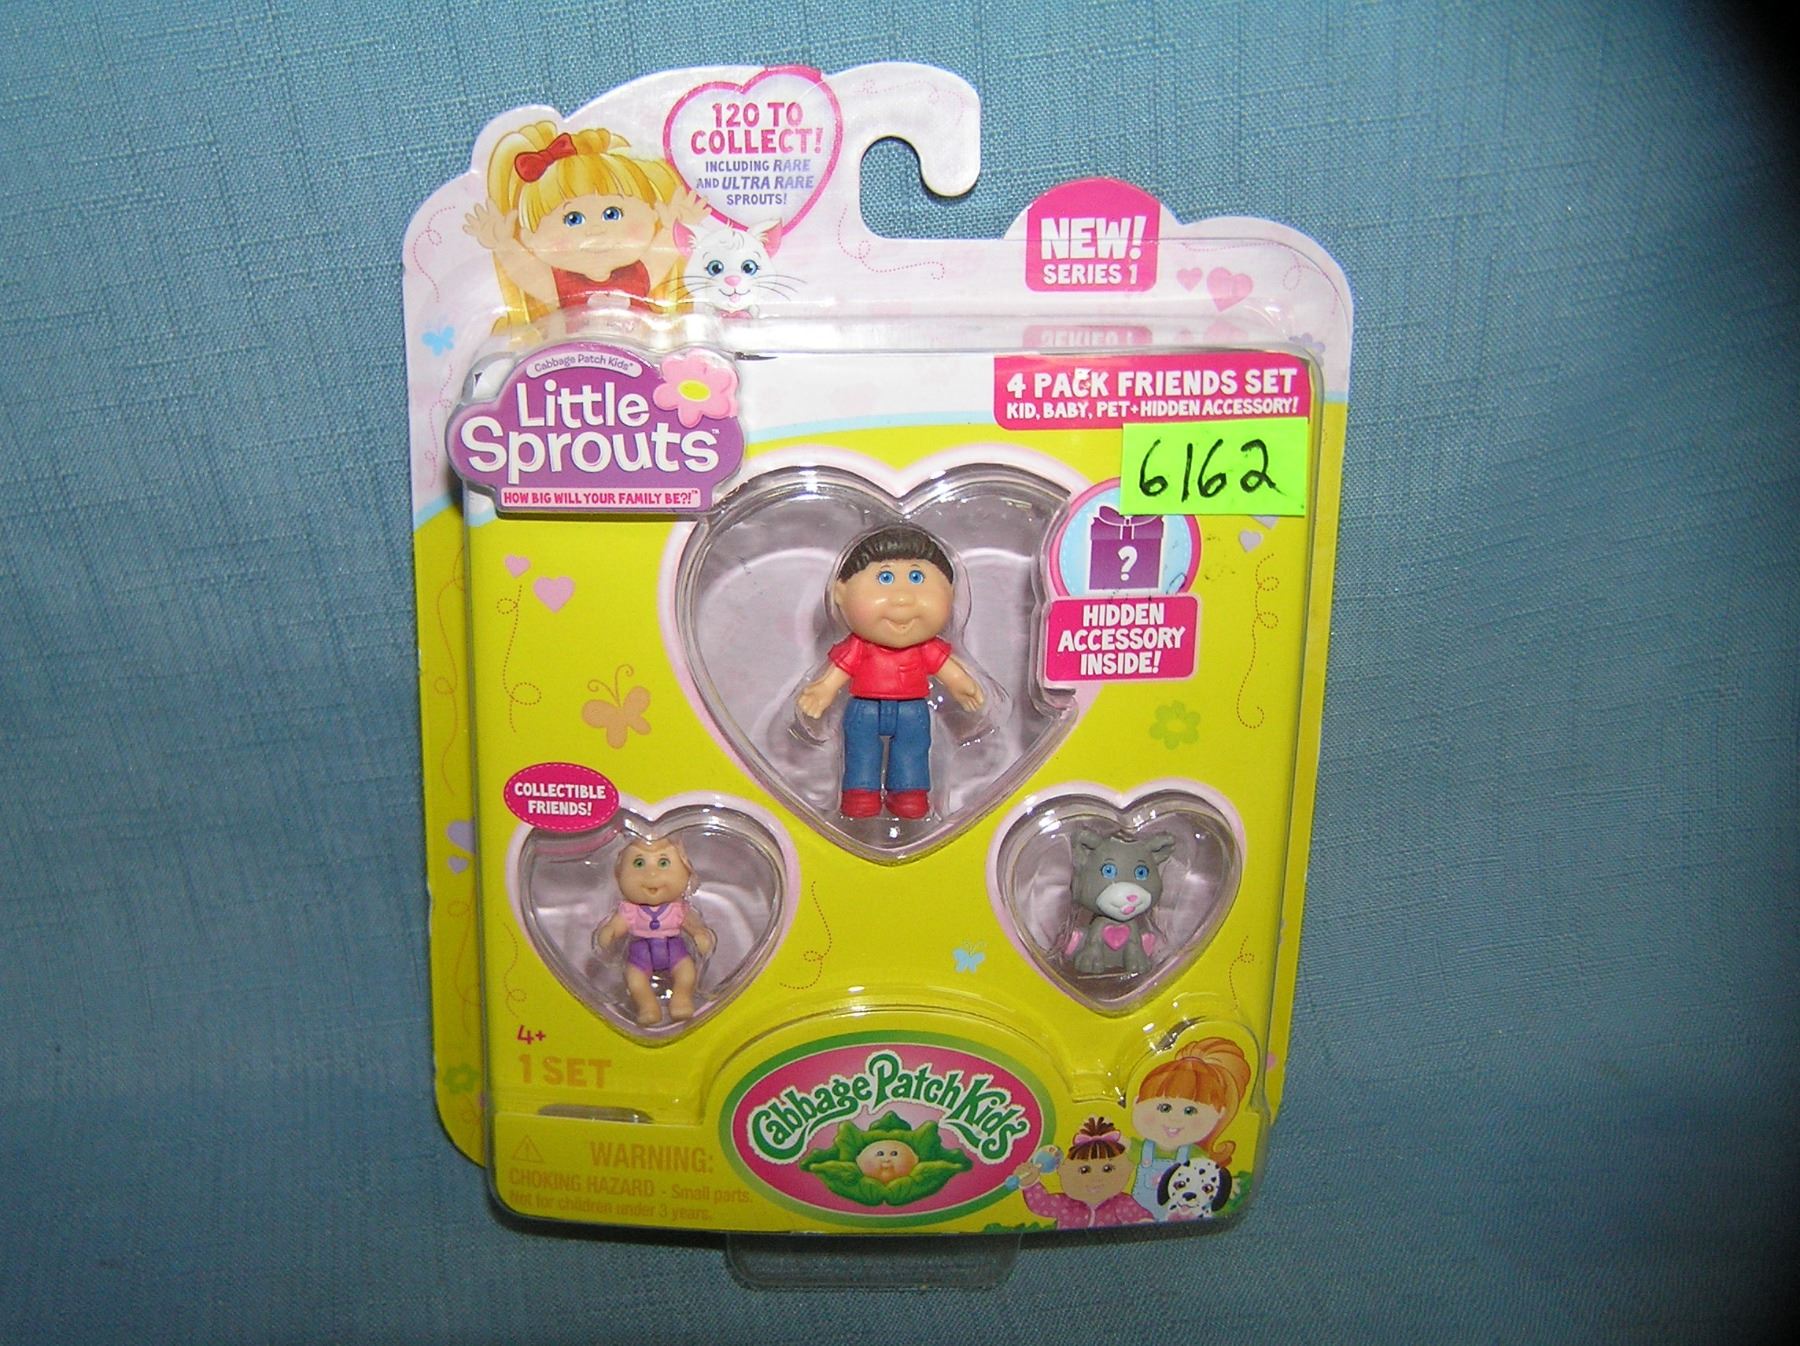 120 TO
COLLECT!
INCLUDING RARE
AND ULTRA RARE
SPROUTS!
NEW!
SERIES 1
Cabbage Patch Kids
Little
Sprouts™
HOW BIG WILL YOUR FAMILY BE?!™
4 PACK FRIENDS SET
KID, BABY, PET + HIDDEN ACCESSORY!
6162
?
HIDDEN
ACCESSORY
INSIDE!
COLLECTIBLE
FRIENDS!
4+
1 SET
WARNING:
CHOKING HAZARD - Small parts.
Not for children under 3 years.
Cabbage Patch Kids